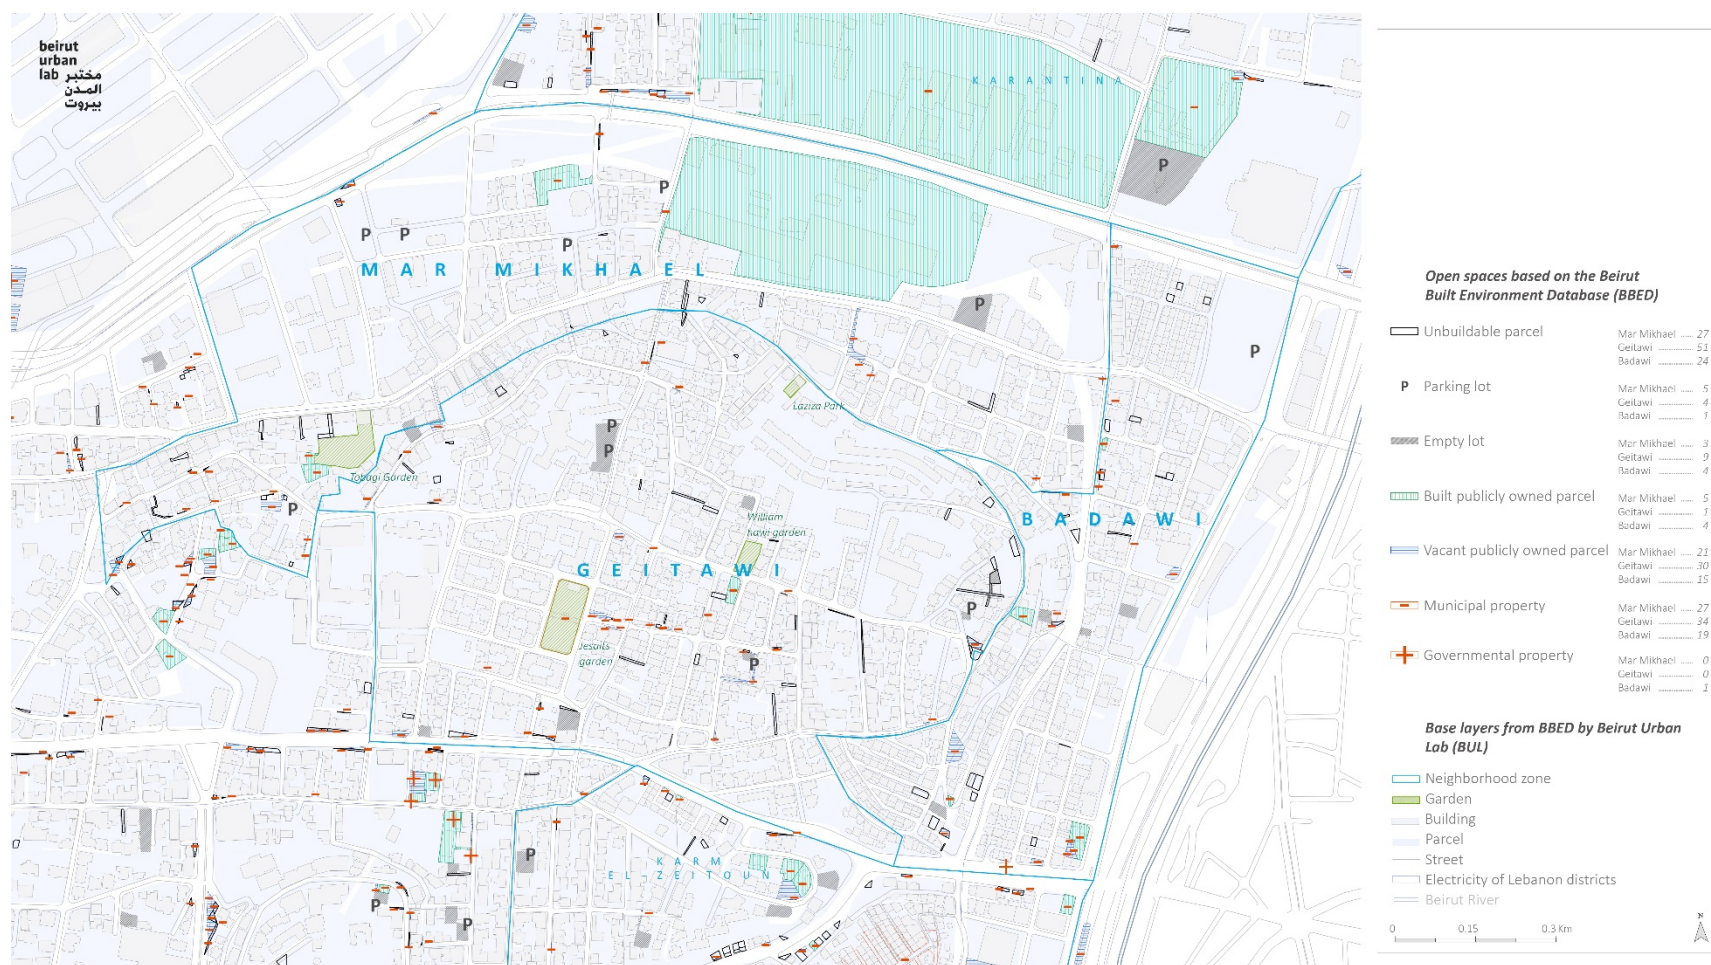 beirut
urban
lab مختبر
المدن
بيروت
KARANTINA
P
P
P P
P
MAR MIKHAEL
P
P
Laziza Park
P
P
Tobagi Garden
P
William
hawi garden
BADAWI
GEITAWI
P
Jesuits
garden
P
P
KARM
EL-ZEITOUN
P
P
Open spaces based on the Beirut
Built Environment Database (BBED)
Unbuildable parcel
Mar Mikhael ..... 27
Geitawi .............. 51
Badawi .............. 24
P Parking lot
Mar Mikhael ..... 5
Geitawi .............. 4
Badawi .............. 1
Empty lot
Mar Mikhael ..... 3
Geitawi .............. 9
Badawi .............. 4
Built publicly owned parcel
Mar Mikhael ..... 5
Geitawi .............. 1
Badawi .............. 4
Vacant publicly owned parcel
Mar Mikhael ..... 21
Geitawi .............. 30
Badawi .............. 15
Municipal property
Mar Mikhael ..... 27
Geitawi .............. 34
Badawi .............. 19
Governmental property
Mar Mikhael ..... 0
Geitawi .............. 0
Badawi .............. 1
Base layers from BBED by Beirut Urban
Lab (BUL)
Neighborhood zone
Garden
Building
Parcel
Street
Electricity of Lebanon districts
Beirut River
0 0.15 0.3 Km
N